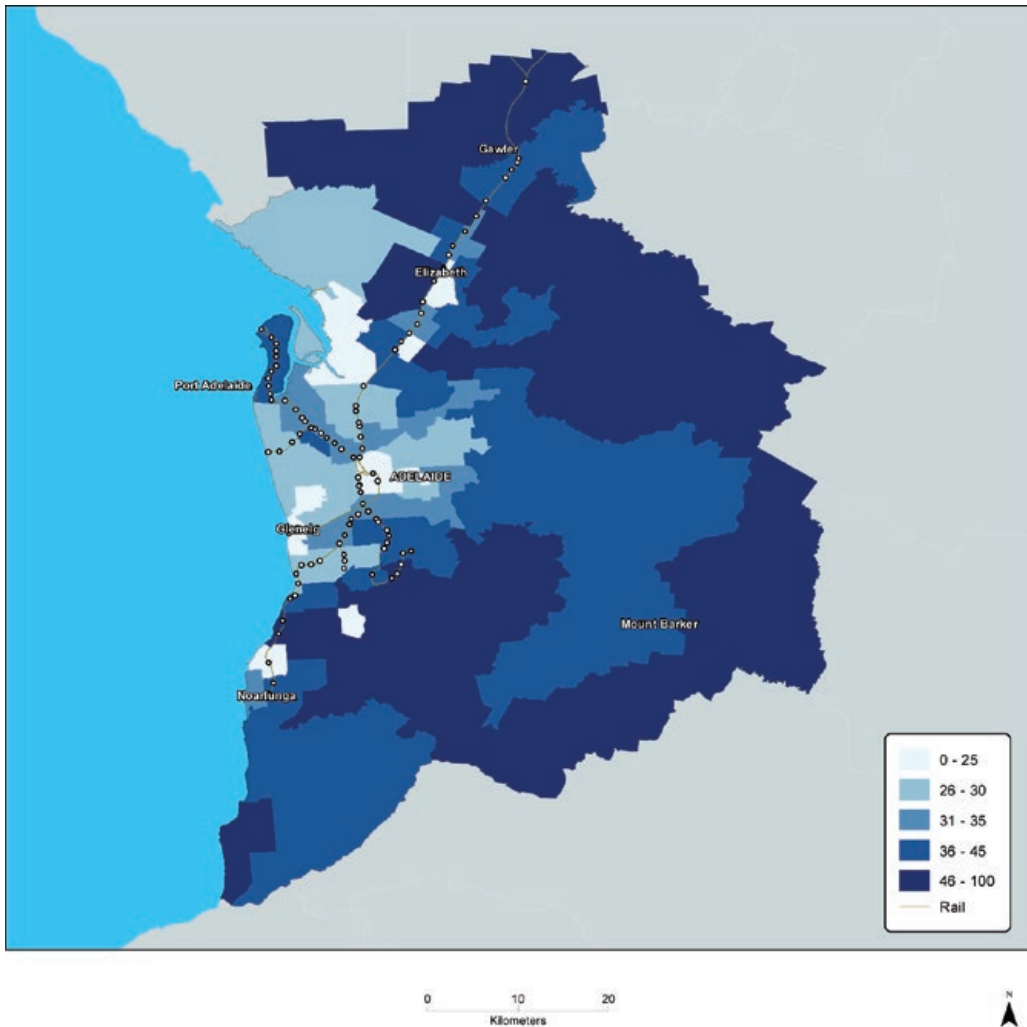 Gawler
Elizabeth
Port Adelaide
ADELAIDE
Glenelg
Mount Barker
Noarlunga
0 - 25
26 - 30
31 - 35
36 - 45
46 - 100
Rail
0 10 20
Kilometers
N